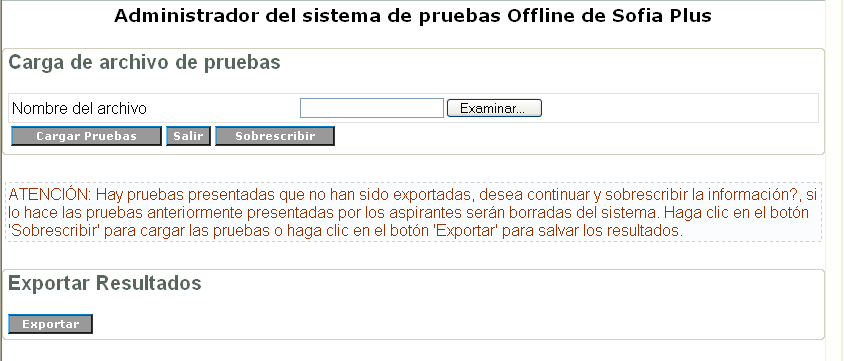 Administrador del sistema de pruebas Offline de Sofia Plus
Carga de archivo de pruebas
Nombre del archivo Examinar...
Cargar Pruebas Salir Sobrescribir
ATENCIÓN: Hay pruebas presentadas que no han sido exportadas, desea continuar y sobrescribir la información?, si
lo hace las pruebas anteriormente presentadas por los aspirantes serán borradas del sistema. Haga clic en el botón
'Sobrescribir' para cargar las pruebas o haga clic en el botón 'Exportar' para salvar los resultados.
Exportar Resultados
Exportar